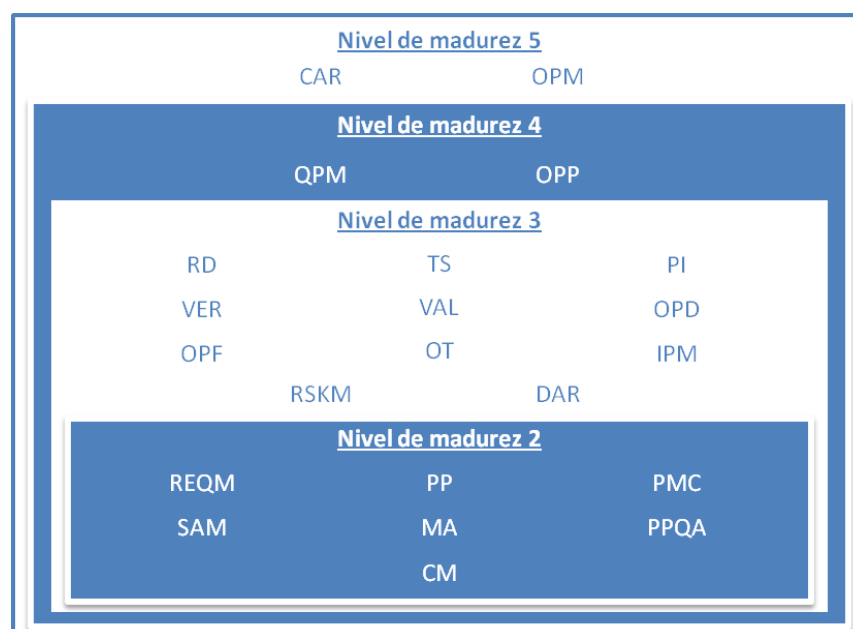 Nivel de madurez 5
CAR OPM
Nivel de madurez 4
QPM OPP
Nivel de madurez 3
RD TS PI
VER VAL OPD
OPF OT IPM
RSKM DAR
Nivel de madurez 2
REQM PP PMC
SAM MA PPQA
CM